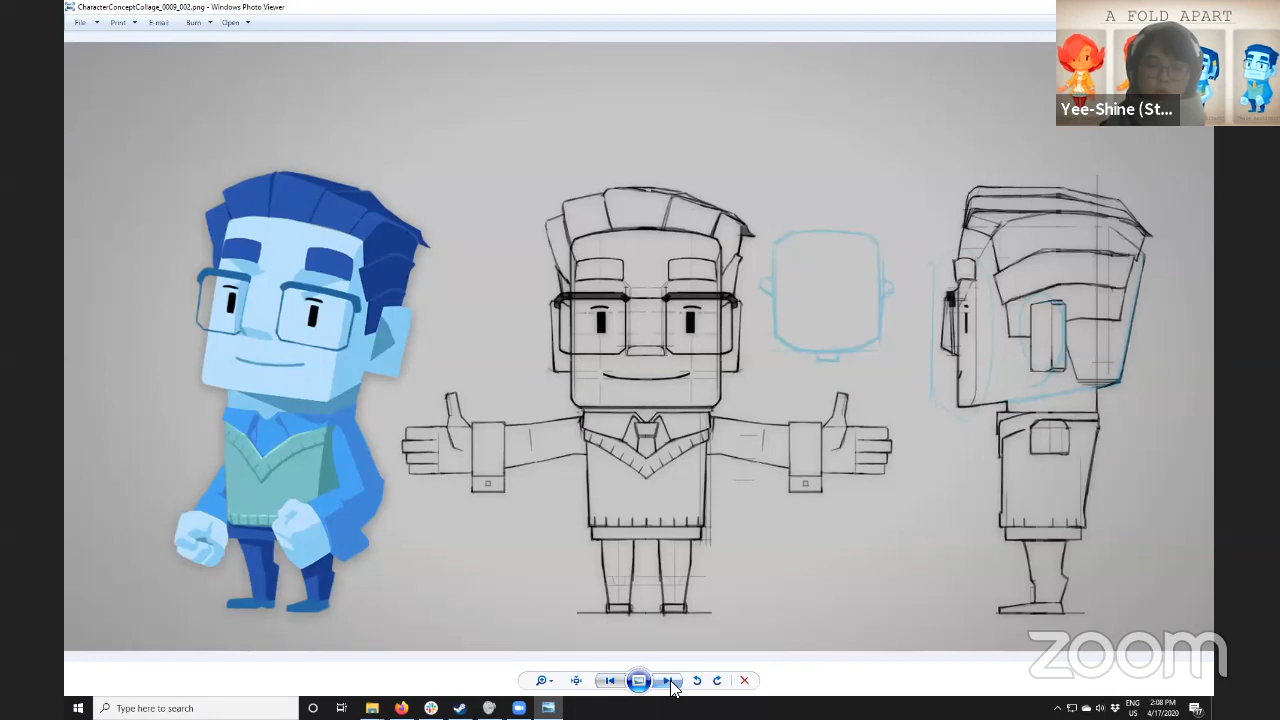 CharacterConceptCollage_0009_002.png - Windows Photo Viewer
File Print E-mail Burn Open
A FOLD APART
Yee-Shine (St...
zoom
Type here to search
ENG
US
2:08 PM
4/17/2020